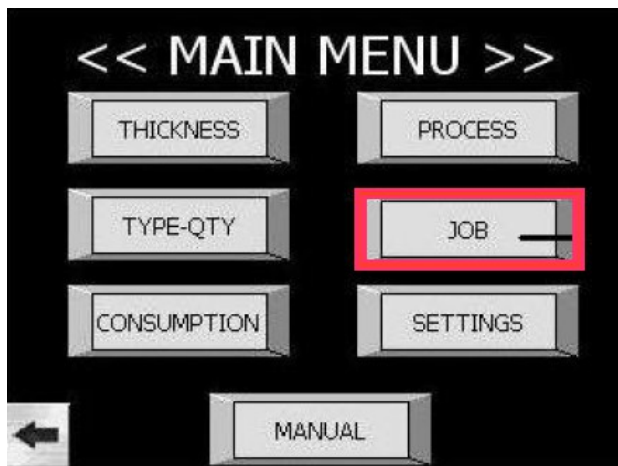 << MAIN MENU >>
THICKNESS
PROCESS
TYPE-QTY
JOB
CONSUMPTION
SETTINGS
MANUAL